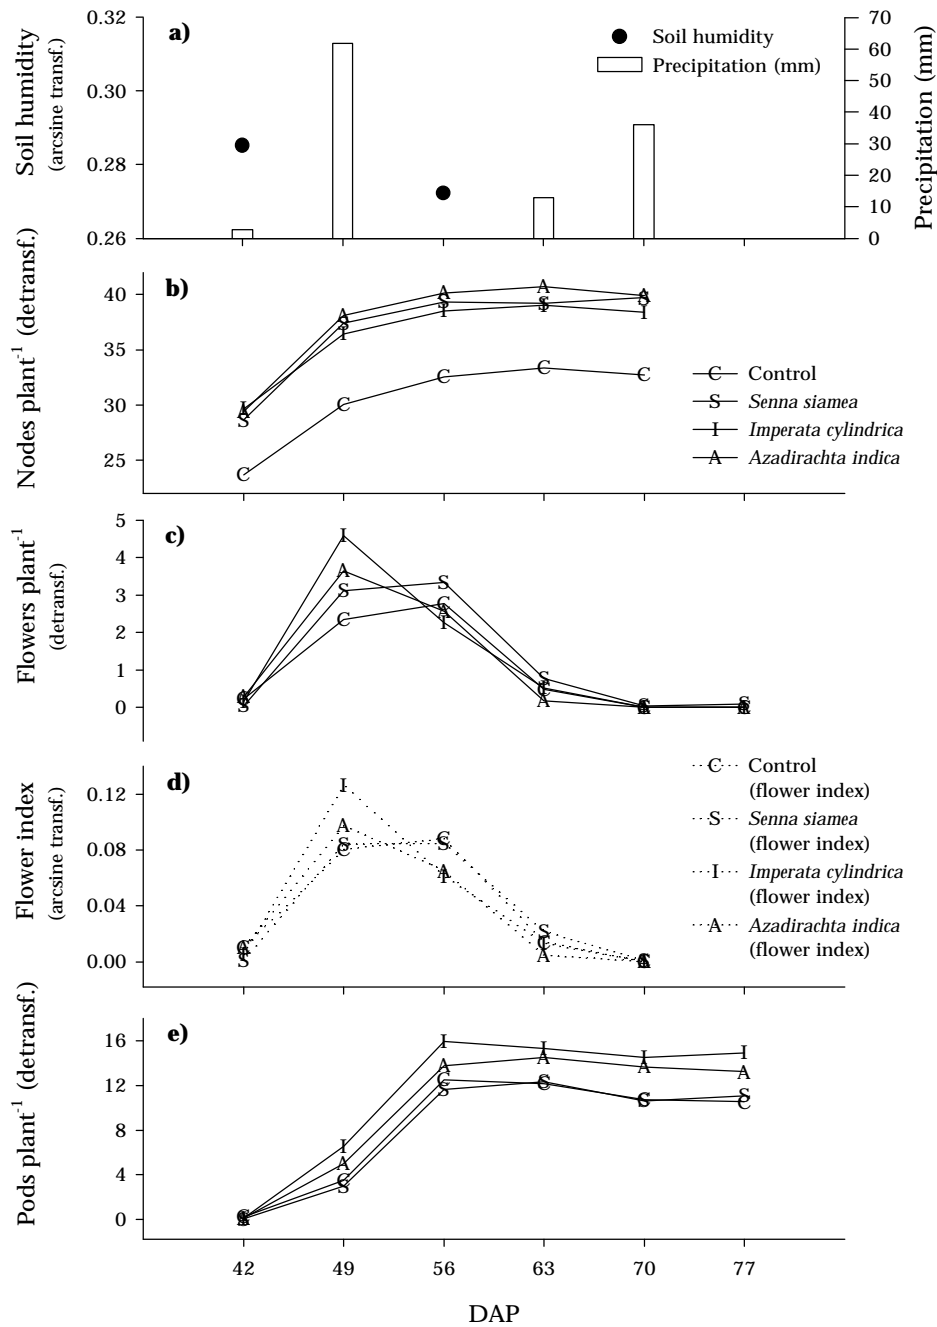 a)
Soil humidity
(arcsine transf.)
0.32
0.30
0.28
0.26
Soil humidity
Precipitation (mm)
70
60
50
40
30
20
10
0
Precipitation (mm)
b)
Nodes plant⁻¹ (detransf.)
40
35
30
25
C Control
S Senna siamea
I Imperata cylindrica
A Azadirachta indica
c)
Flowers plant⁻¹
(detransf.)
5
4
3
2
1
0
d)
Flower index
(arcsine transf.)
0.12
0.08
0.04
0.00
C Control
(flower index)
S Senna siamea
(flower index)
I Imperata cylindrica
(flower index)
A Azadirachta indica
(flower index)
e)
Pods plant⁻¹ (detransf.)
16
12
8
4
0
42 49 56 63 70 77
DAP